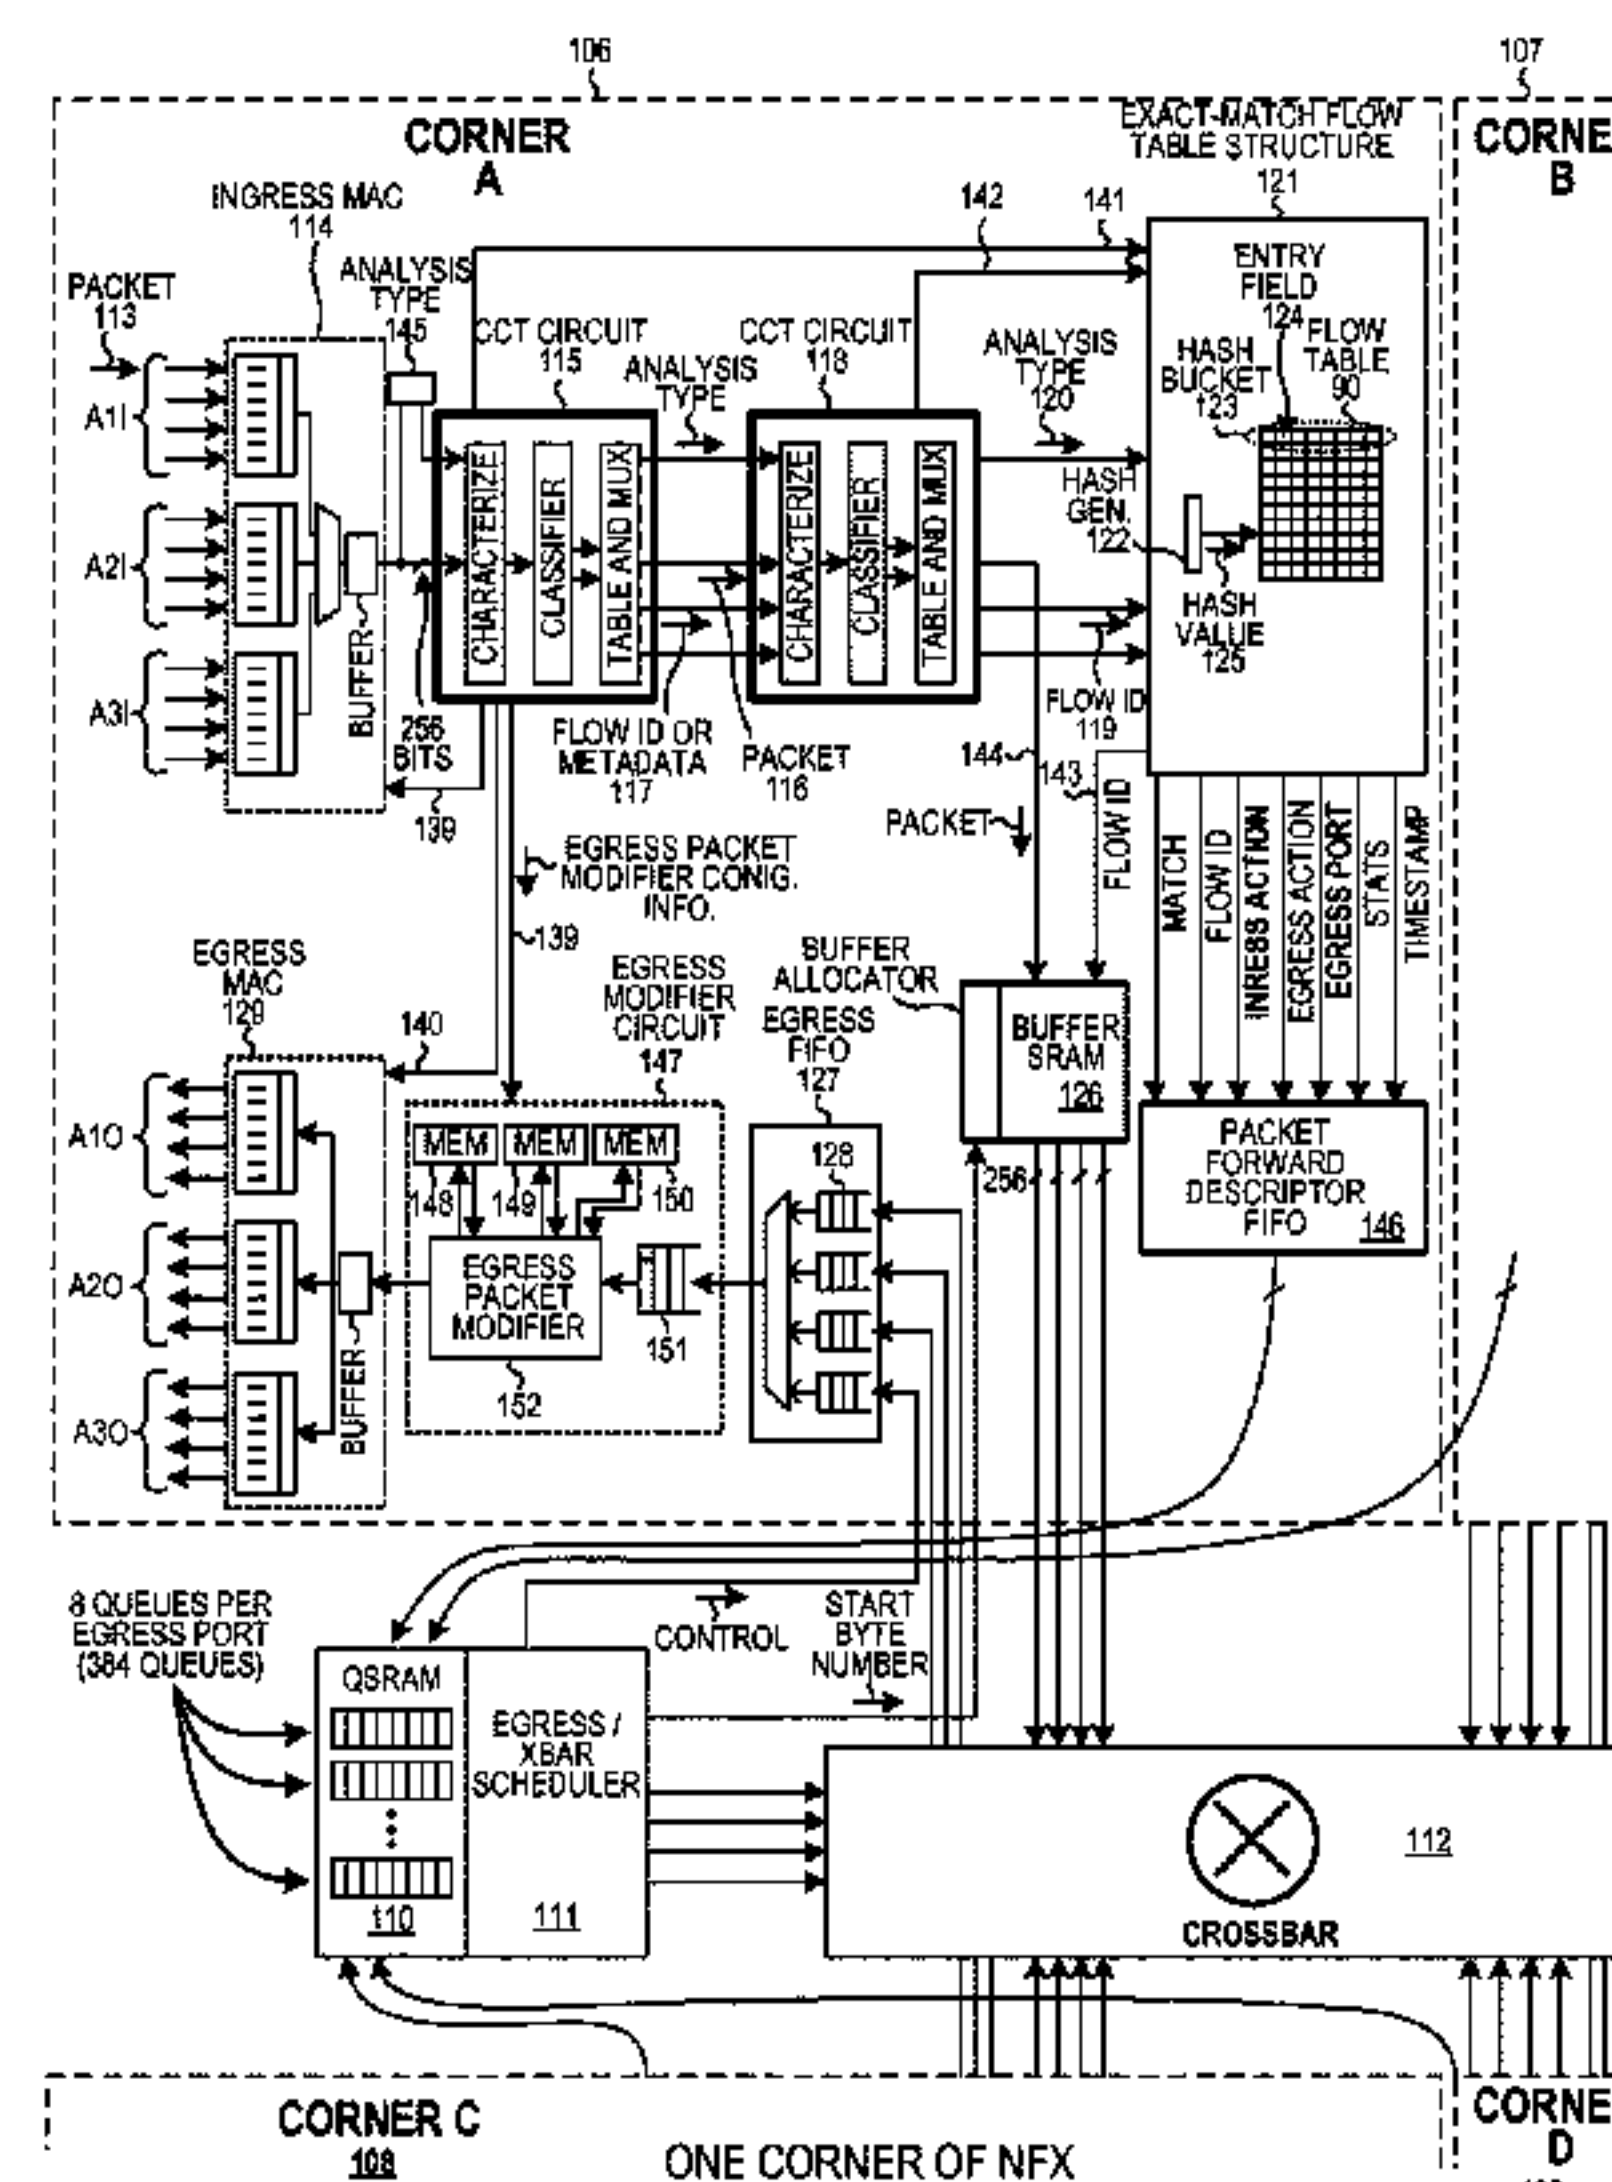 106
107
CORNER
A
EXACT-MATCH FLOW
TABLE STRUCTURE
121
CORNE
B
INGRESS MAC
114
142
141
PACKET
113
ANALYSIS
TYPE
145
CCT CIRCUIT
115
ANALYSIS
TYPE
CCT CIRCUIT
118
ANALYSIS
TYPE
120
ENTRY
FIELD
124
HASH
BUCKET
123
FLOW
TABLE
90
A1I
A2I
A3I
BUFFER
256
BITS
139
CHARACTERIZE
CLASSIFIER
TABLE AND MUX
CHARACTERIZE
CLASSIFIER
TABLE AND MUX
HASH
GEN.
122
HASH
VALUE
125
FLOW ID OR
METADATA
117
PACKET
116
FLOW ID
119
144
143
PACKET
FLOW ID
MATCH
FLOW ID
INRESS ACTION
EGRESS ACTION
EGRESS PORT
STATS
TIMESTAMP
EGRESS PACKET
MODIFIER CONIG.
INFO.
139
EGRESS
MAC
129
140
EGRESS
MODIFIER
CIRCUIT
147
BUFFER
ALLOCATOR
EGRESS
FIFO
127
BUFFER
SRAM
126
A1O
A2O
A3O
BUFFER
MEM
MEM
MEM
148
149
150
128
256
PACKET
FORWARD
DESCRIPTOR
FIFO
146
EGRESS
PACKET
MODIFIER
151
152
8 QUEUES PER
EGRESS PORT
(384 QUEUES)
CONTROL
START
BYTE
NUMBER
QSRAM
110
EGRESS /
XBAR
SCHEDULER
111
112
CROSSBAR
CORNER C
108
ONE CORNER OF NFX
CORNE
D